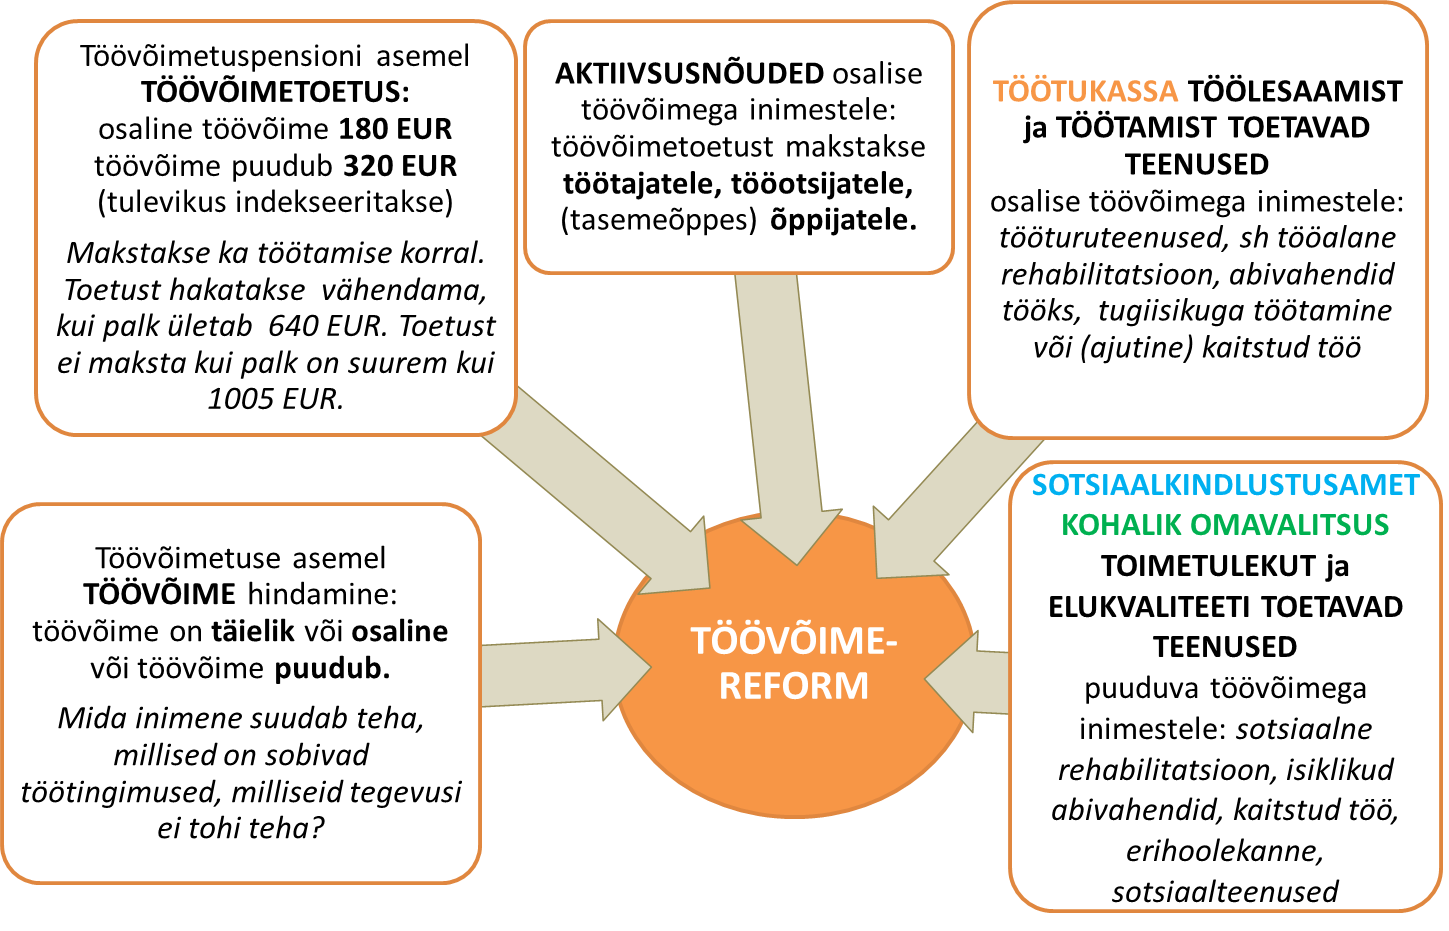 Töövõimetuspensioni asemel
TÖÖVÕIMETOETUS:
osaline töövõime 180 EUR
töövõime puudub 320 EUR
(tulevikus indekseeritakse)
Makstakse ka töötamise korral.
Toetust hakatakse vähendama,
kui palk ületab 640 EUR. Toetust
ei maksta kui palk on suurem kui
1005 EUR.
AKTIIVSUSNÕUDED osalise
töövõimega inimestele:
töövõimetoetust makstakse
töötajatele, tööotsijatele,
(tasemeõppes) õppijatele.
TÖÖTUKASSA TÖÖLESAAMIST
ja TÖÖTAMIST TOETAVAD
TEENUSED
osalise töövõimega inimestele:
tööturuteenused, sh tööalane
rehabilitatsioon, abivahendid
tööks, tugiisikuga töötamine
või (ajutine) kaitstud töö
Töövõimetuse asemel
TÖÖVÕIME hindamine:
töövõime on täielik või osaline
või töövõime puudub.
Mida inimene suudab teha,
millised on sobivad
töötingimused, milliseid tegevusi
ei tohi teha?
TÖÖVÕIME-
REFORM
SOTSIAALKINDLUSTUSAMET
KOHALIK OMAVALITSUS
TOIMETULEKUT ja
ELUKVALITEETI TOETAVAD
TEENUSED
puuduva töövõimega
inimestele: sotsiaalne
rehabilitatsioon, isiklikud
abivahendid, kaitstud töö,
erihoolekanne,
sotsiaalteenused